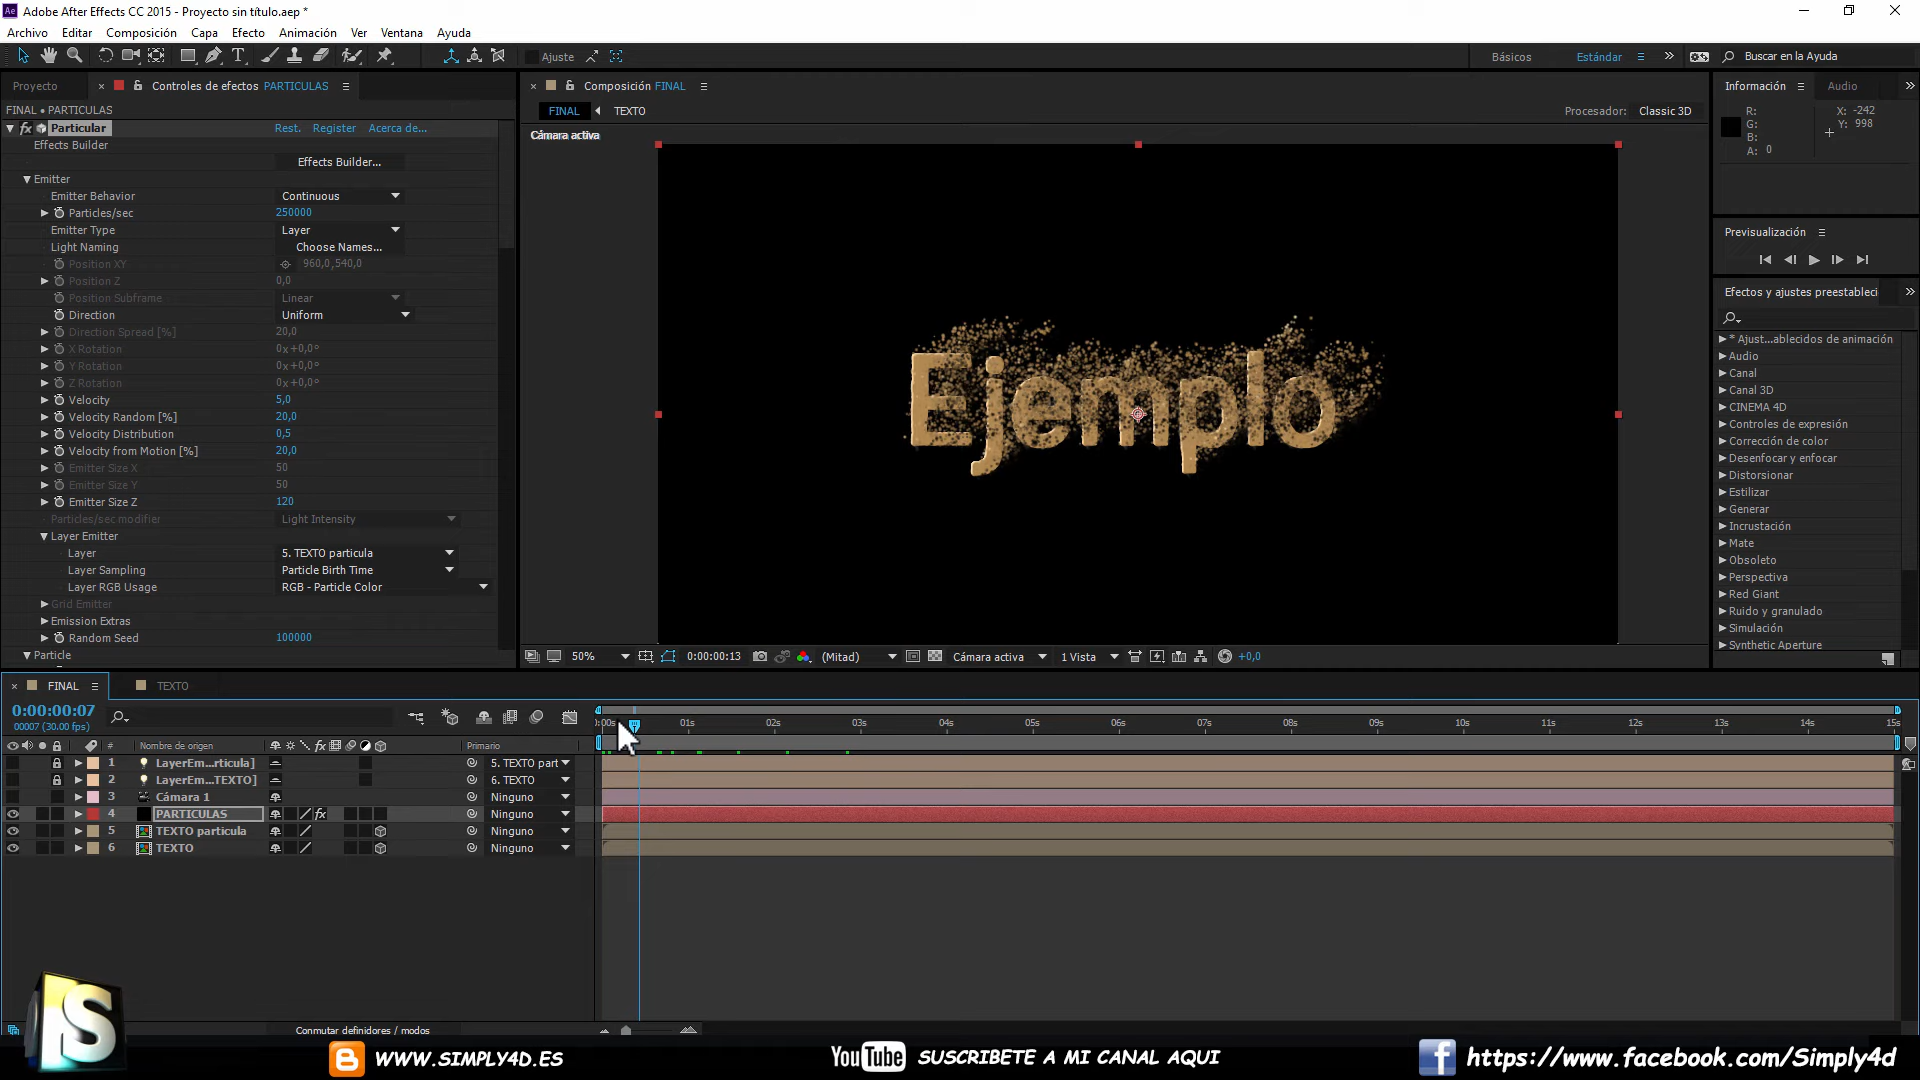 Adobe After Effects CC 2015 - Proyecto sin título.aep *
Archivo Editar Composición Capa Efecto Animación Ver Ventana Ayuda
Ajuste Básicos Estándar Buscar en la Ayuda
Proyecto Controles de efectos PARTICULAS
FINAL • PARTICULAS
Particular Rest. Register Acerca de...
Effects Builder
Effects Builder...
Emitter
Emitter Behavior Continuous
Particles/sec 250000
Emitter Type Layer
Light Naming Choose Names...
Position XY 960,0,540,0
Position Z 0,0
Position Subframe Linear
Direction Uniform
Direction Spread [%] 20,0
X Rotation 0x+0,0°
Y Rotation 0x+0,0°
Z Rotation 0x+0,0°
Velocity 5,0
Velocity Random [%] 20,0
Velocity Distribution 0,5
Velocity from Motion [%] 20,0
Emitter Size X 50
Emitter Size Y 50
Emitter Size Z 120
Particles/sec modifier Light Intensity
Layer Emitter
Layer 5. TEXTO particula
Layer Sampling Particle Birth Time
Layer RGB Usage RGB - Particle Color
Grid Emitter
Emission Extras
Random Seed 100000
Particle
Composición FINAL
FINAL TEXTO Procesador: Classic 3D
Cámara activa
Ejemplo
50% 0:00:00:13 (Mitad) Cámara activa 1 Vista +0,0
Información Audio
R: X: -242
G: Y: 998
B:
A: 0
Previsualización
Efectos y ajustes preestableci
* Ajust...ablecidos de animación
Audio
Canal
Canal 3D
CINEMA 4D
Controles de expresión
Corrección de color
Desenfocar y enfocar
Distorsionar
Estilizar
Generar
Incrustación
Mate
Obsoleto
Perspectiva
Red Giant
Ruido y granulado
Simulación
Synthetic Aperture
FINAL TEXTO
0:00:00:07
00007 (30.00 fps)
0:00s 01s 02s 03s 04s 05s 06s 07s 08s 09s 10s 11s 12s 13s 14s 15s
# Nombre de origen fx Primario
1 LayerEm...rticula] 5. TEXTO part
2 LayerEm...TEXTO] 6. TEXTO
3 Cámara 1 Ninguno
4 PARTICULAS fx Ninguno
5 TEXTO particula Ninguno
6 TEXTO Ninguno
Conmutar definidores / modos
S
WWW.SIMPLY4D.ES YouTube SUSCRIBETE A MI CANAL AQUI https://www.facebook.com/Simply4d